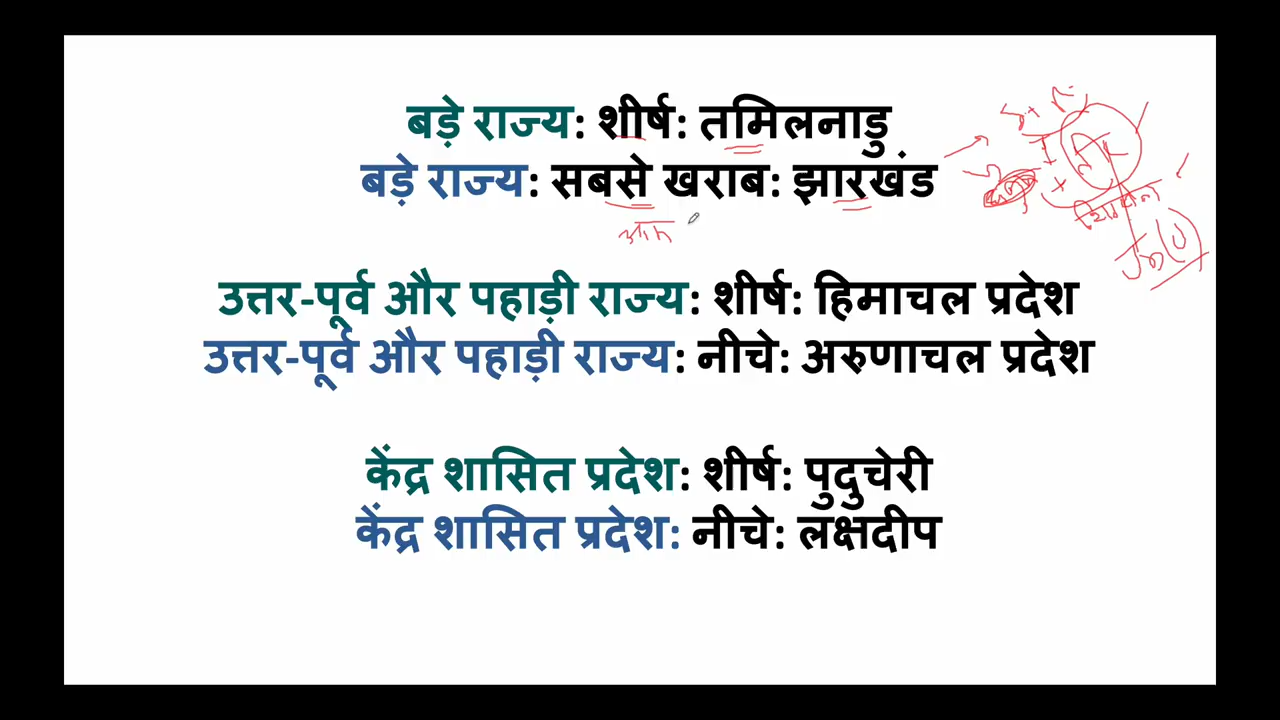 बड़े राज्य: शीर्ष: तमिलनाडु
बड़े राज्य: सबसे खराब: झारखंड
उत्तर-पूर्व और पहाड़ी राज्य: शीर्ष: हिमाचल प्रदेश
उत्तर-पूर्व और पहाड़ी राज्य: नीचे: अरुणाचल प्रदेश
केंद्र शासित प्रदेश: शीर्ष: पुदुचेरी
केंद्र शासित प्रदेश: नीचे: लक्षदीप